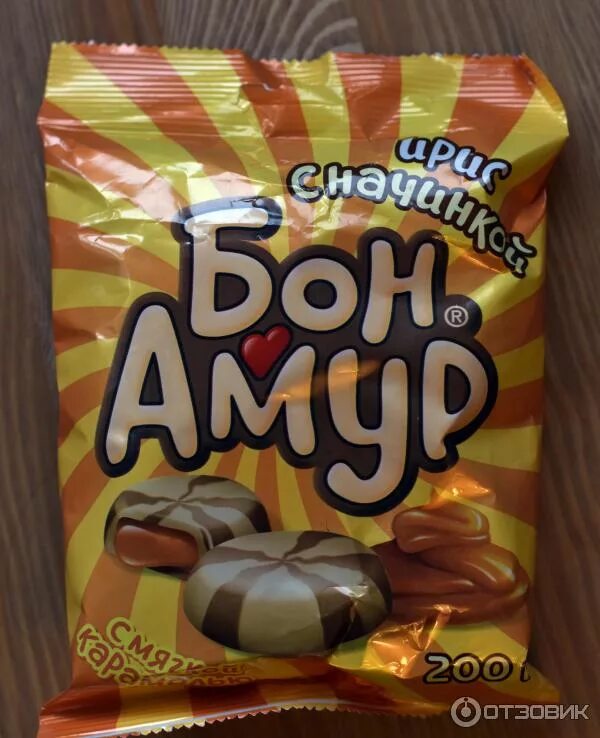 ирис
с начинкой
Бон
Амур®
с мягкой
карамелью
200 г
ОТЗОВИК